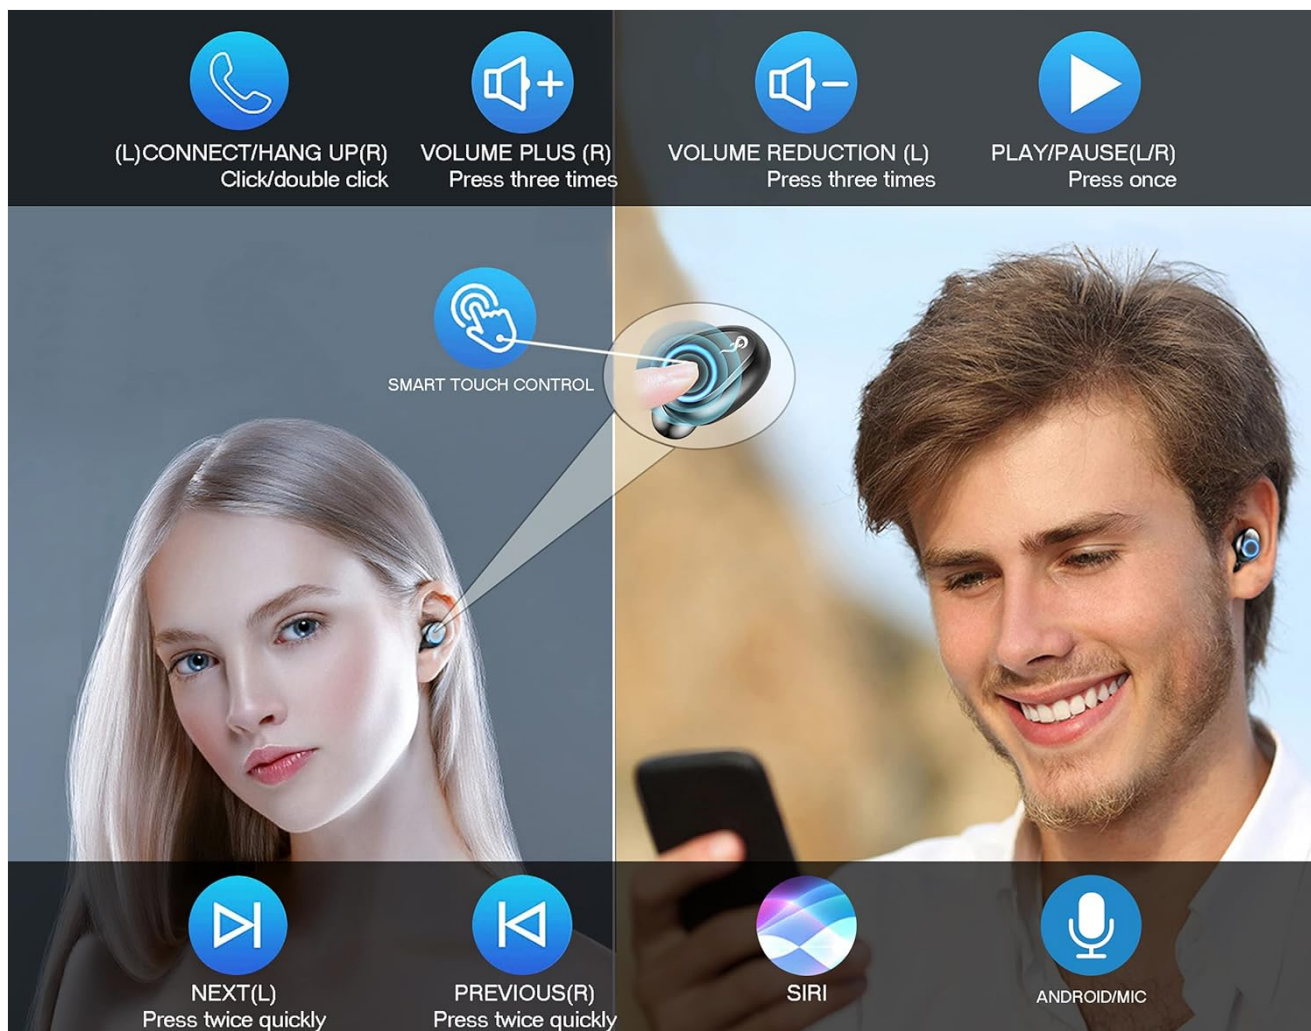 (L)CONNECT/HANG UP(R)
Click/double click
VOLUME PLUS (R)
Press three times
VOLUME REDUCTION (L)
Press three times
PLAY/PAUSE(L/R)
Press once
SMART TOUCH CONTROL
NEXT(L)
Press twice quickly
PREVIOUS(R)
Press twice quickly
SIRI
ANDROID/MIC